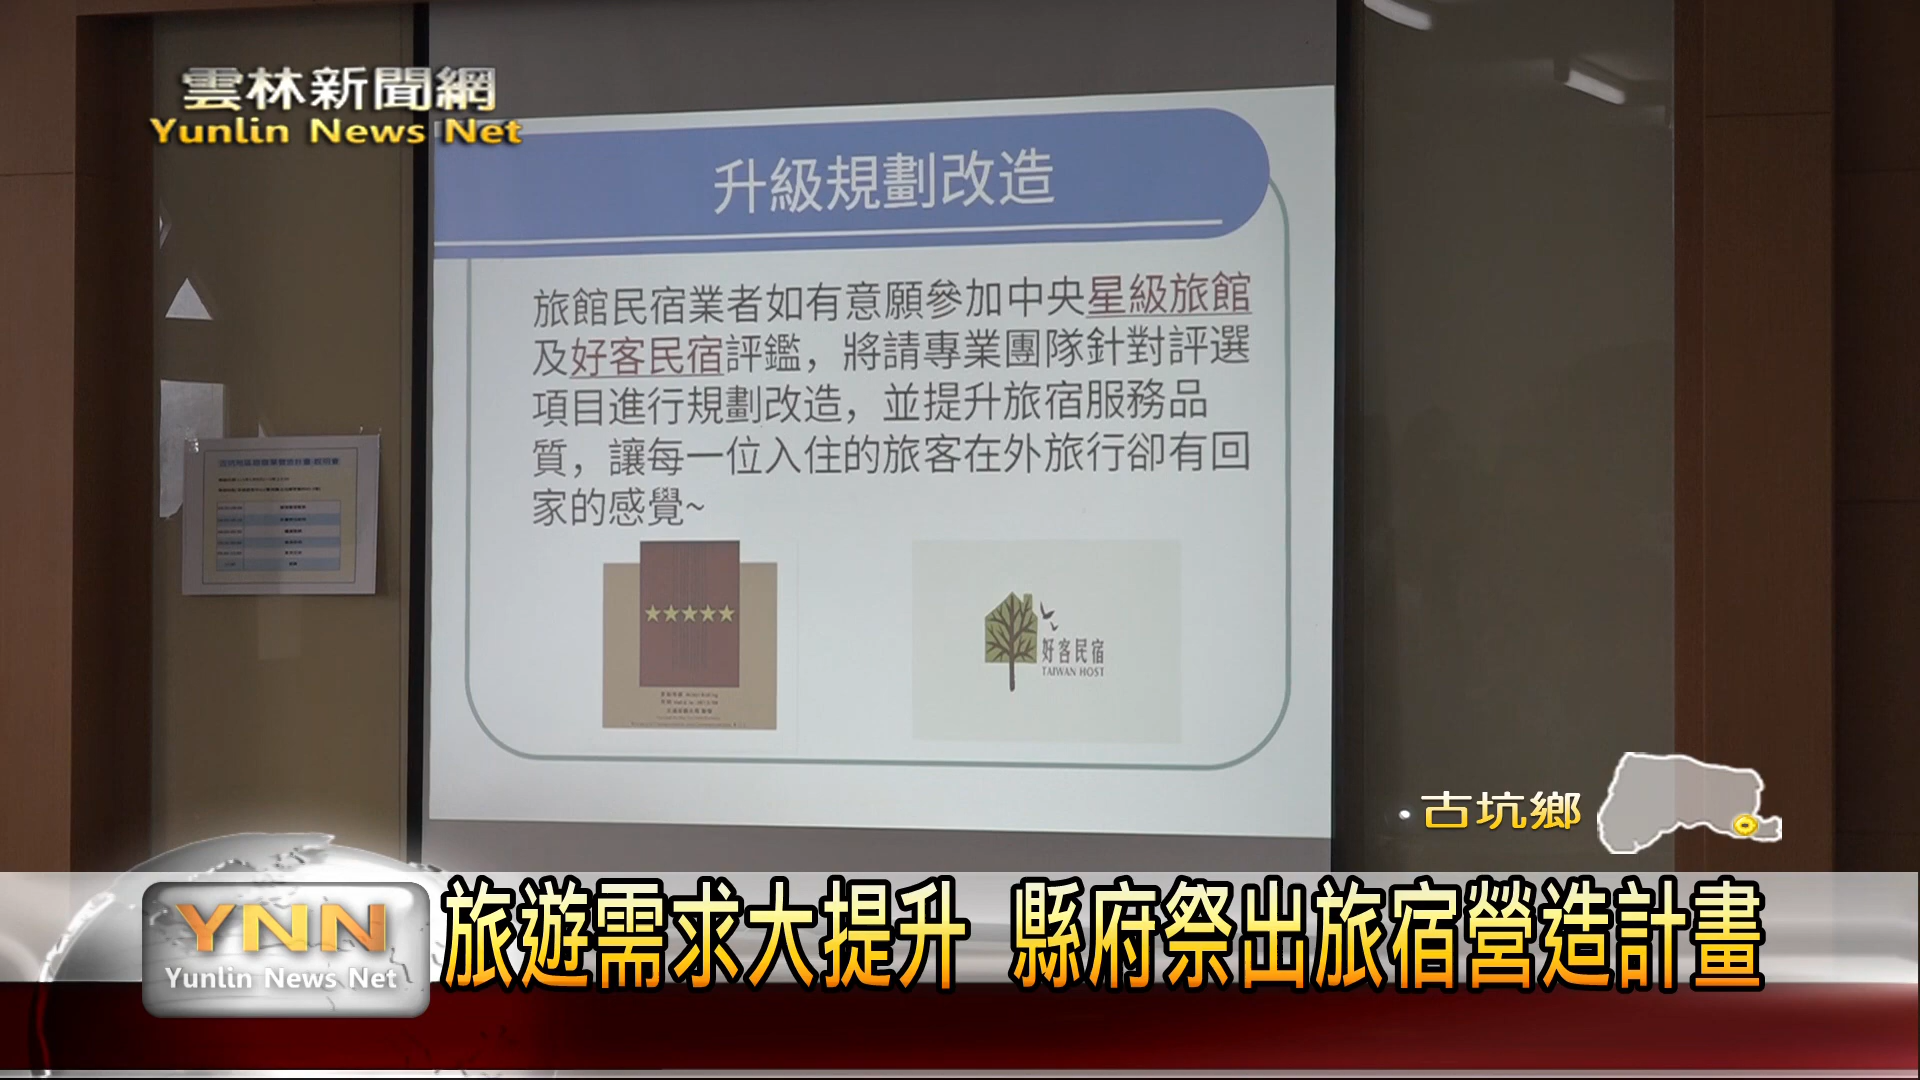 雲林新聞網
Yunlin News Net
升級規劃改造
旅館民宿業者如有意願參加中央星級旅館
及好客民宿評鑑，將請專業團隊針對評選
項目進行規劃改造，並提升旅宿服務品
質，讓每一位入住的旅客在外旅行卻有回
家的感覺~
好客民宿
TAIWAN HOST
古坑鄉
YNN
Yunlin News Net
旅遊需求大提升 縣府祭出旅宿營造計畫